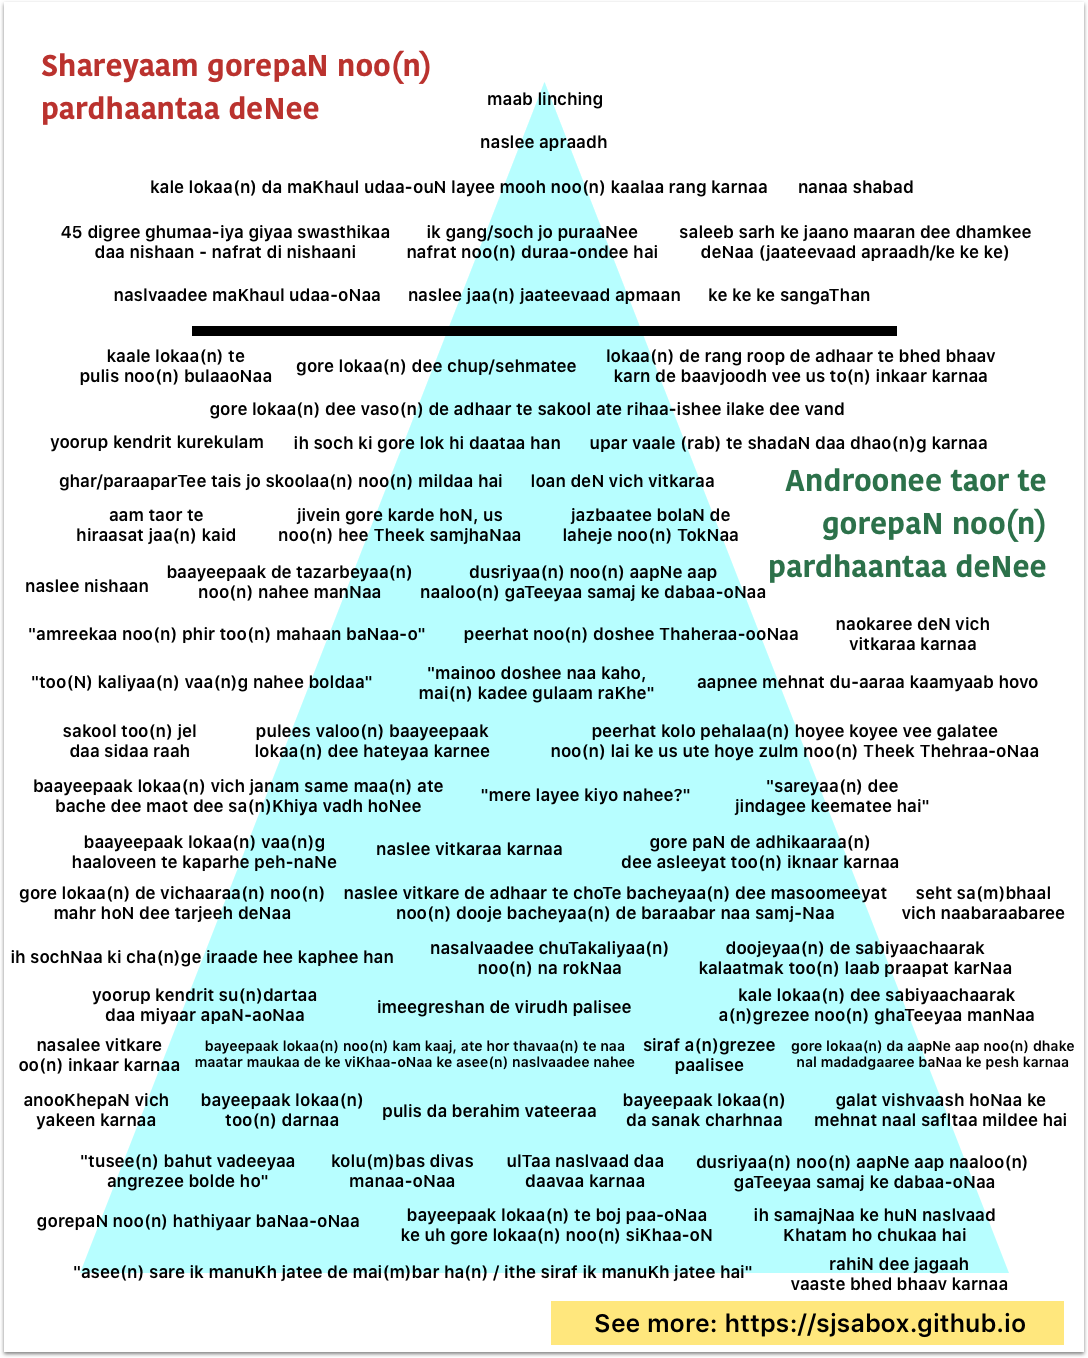 Shareyaam gorepaN noo(n)
pardhaantaa deNee
maab linching
naslee apraadh
kale lokaa(n) da maKhaul udaa-ouN layee mooh noo(n) kaalaa rang karnaa
nanaa shabad
45 digree ghumaa-iya giyaa swasthikaa
daa nishaan - nafrat di nishaani
ik gang/soch jo puraaNee
nafrat noo(n) duraa-ondee hai
saleeb sarh ke jaano maaran dee dhamkee
deNaa (jaateevaad apraadh/ke ke ke)
naslvaadee maKhaul udaa-oNaa
naslee jaa(n) jaateevaad apmaan
ke ke ke sangaThan
kaale lokaa(n) te
pulis noo(n) bulaaoNaa
gore lokaa(n) dee chup/sehmatee
lokaa(n) de rang roop de adhaar te bhed bhaav
karn de baavjoodh vee us to(n) inkaar karnaa
gore lokaa(n) dee vaso(n) de adhaar te sakool ate rihaa-ishee ilake dee vand
yoorup kendrit kurekulam
ih soch ki gore lok hi daataa han
upar vaale (rab) te shadaN daa dhao(n)g karnaa
ghar/paraaparTee tais jo skoolaa(n) noo(n) mildaa hai
loan deN vich vitkaraa
Androonee taor te
gorepaN noo(n)
pardhaantaa deNee
aam taor te
hiraasat jaa(n) kaid
jivein gore karde hoN, us
noo(n) hee Theek samjhaNaa
jazbaatee bolaN de
laheje noo(n) TokNaa
naslee nishaan
baayeepaak de tazarbeyaa(n)
noo(n) nahee manNaa
dusriyaa(n) noo(n) aapNe aap
naaloo(n) gaTeeyaa samaj ke dabaa-oNaa
"amreekaa noo(n) phir too(n) mahaan baNaa-o"
peerhat noo(n) doshee Thaheraa-ooNaa
naokaree deN vich
vitkaraa karnaa
"too(N) kaliyaa(n) vaa(n)g nahee boldaa"
"mainoo doshee naa kaho,
mai(n) kadee gulaam raKhe"
aapnee mehnat du-aaraa kaamyaab hovo
sakool too(n) jel
daa sidaa raah
pulees valoo(n) baayeepaak
lokaa(n) dee hateyaa karnee
peerhat kolo pehalaa(n) hoyee koyee vee galatee
noo(n) lai ke us ute hoye zulm noo(n) Theek Thehraa-oNaa
baayeepaak lokaa(n) vich janam same maa(n) ate
bache dee maot dee sa(n)Khiya vadh hoNee
"mere layee kiyo nahee?"
"sareyaa(n) dee
jindagee keematee hai"
baayeepaak lokaa(n) vaa(n)g
haaloveen te kaparhe peh-naNe
naslee vitkaraa karnaa
gore paN de adhikaaraa(n)
dee asleeyat too(n) iknaar karnaa
gore lokaa(n) de vichaaraa(n) noo(n)
mahr hoN dee tarjeeh deNaa
naslee vitkare de adhaar te choTe bacheyaa(n) dee masoomeeyat
noo(n) dooje bacheyaa(n) de baraabar naa samj-Naa
seht sa(m)bhaal
vich naabaraabaree
ih sochNaa ki cha(n)ge iraade hee kaphee han
nasalvaadee chuTakaliyaa(n)
noo(n) na rokNaa
doojeyaa(n) de sabiyaachaarak
kalaatmak too(n) laab praapat karNaa
yoorup kendrit su(n)dartaa
daa miyaar apaN-aoNaa
imeegreshan de virudh palisee
kale lokaa(n) dee sabiyaachaarak
a(n)grezee noo(n) ghaTeeyaa manNaa
nasalee vitkare
oo(n) inkaar karnaa
bayeepaak lokaa(n) noo(n) kam kaaj, ate hor thavaa(n) te naa
maatar maukaa de ke viKhaa-oNaa ke asee(n) naslvaadee nahee
siraf a(n)grezee
paalisee
gore lokaa(n) da aapNe aap noo(n) dhake
nal madadgaaree baNaa ke pesh karnaa
anooKhepaN vich
yakeen karnaa
bayeepaak lokaa(n)
too(n) darnaa
pulis da berahim vateeraa
bayeepaak lokaa(n)
da sanak charhnaa
galat vishvaash hoNaa ke
mehnat naal safltaa mildee hai
"tusee(n) bahut vadeeyaa
angrezee bolde ho"
kolu(m)bas divas
manaa-oNaa
ulTaa naslvaad daa
daavaa karnaa
dusriyaa(n) noo(n) aapNe aap naaloo(n)
gaTeeyaa samaj ke dabaa-oNaa
gorepaN noo(n) hathiyaar baNaa-oNaa
bayeepaak lokaa(n) te boj paa-oNaa
ke uh gore lokaa(n) noo(n) siKhaa-oN
ih samajNaa ke huN naslvaad
Khatam ho chukaa hai
"asee(n) sare ik manuKh jatee de mai(m)bar ha(n) / ithe siraf ik manuKh jatee hai"
rahiN dee jagaah
vaaste bhed bhaav karnaa
See more: https://sjsabox.github.io